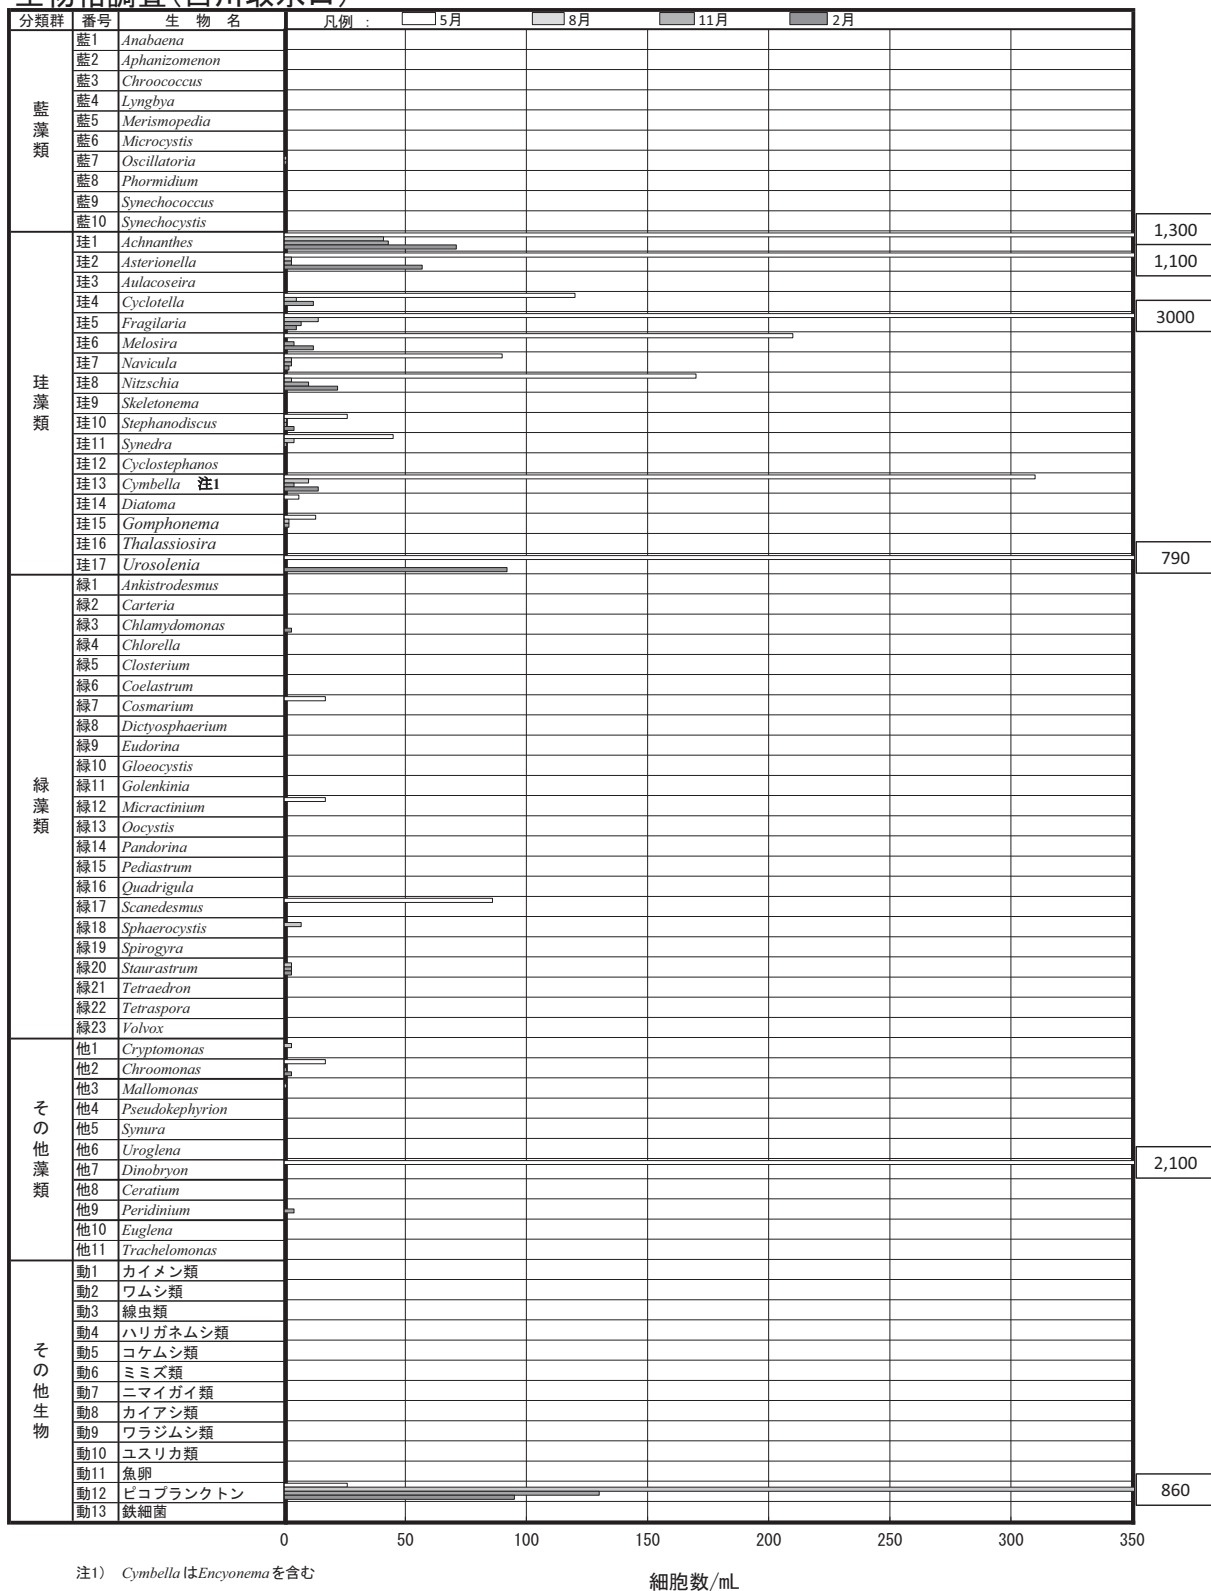 分類群 番号 生物名 凡例 : 5月 8月 11月 2月
藍藻類
藍1 Anabaena
藍2 Aphanizomenon
藍3 Chroococcus
藍4 Lyngbya
藍5 Merismopedia
藍6 Microcystis
藍7 Oscillatoria
藍8 Phormidium
藍9 Synechococcus
藍10 Synechocystis
珪藻類
珪1 Achnanthes 1,300
珪2 Asterionella 1,100
珪3 Aulacoseira
珪4 Cyclotella
珪5 Fragilaria 3000
珪6 Melosira
珪7 Navicula
珪8 Nitzschia
珪9 Skeletonema
珪10 Stephanodiscus
珪11 Synedra
珪12 Cyclostephanos
珪13 Cymbella 注1
珪14 Diatoma
珪15 Gomphonema
珪16 Thalassiosira
珪17 Urosolenia 790
緑藻類
緑1 Ankistrodesmus
緑2 Carteria
緑3 Chlamydomonas
緑4 Chlorella
緑5 Closterium
緑6 Coelastrum
緑7 Cosmarium
緑8 Dictyosphaerium
緑9 Eudorina
緑10 Gloeocystis
緑11 Golenkinia
緑12 Micractinium
緑13 Oocystis
緑14 Pandorina
緑15 Pediastrum
緑16 Quadrigula
緑17 Scanedesmus
緑18 Sphaerocystis
緑19 Spirogyra
緑20 Staurastrum
緑21 Tetraedron
緑22 Tetraspora
緑23 Volvox
その他藻類
他1 Cryptomonas
他2 Chroomonas
他3 Mallomonas
他4 Pseudokephyrion
他5 Synura
他6 Uroglena
他7 Dinobryon 2,100
他8 Ceratium
他9 Peridinium
他10 Euglena
他11 Trachelomonas
その他生物
動1 カイメン類
動2 ワムシ類
動3 線虫類
動4 ハリガネムシ類
動5 コケムシ類
動6 ミミズ類
動7 ニマイガイ類
動8 カイアシ類
動9 ワラジムシ類
動10 ユスリカ類
動11 魚卵
動12 ピコプランクトン 860
動13 鉄細菌
0 50 100 150 200 250 300 350
注1) CymbellaはEncyonemaを含む
細胞数/mL